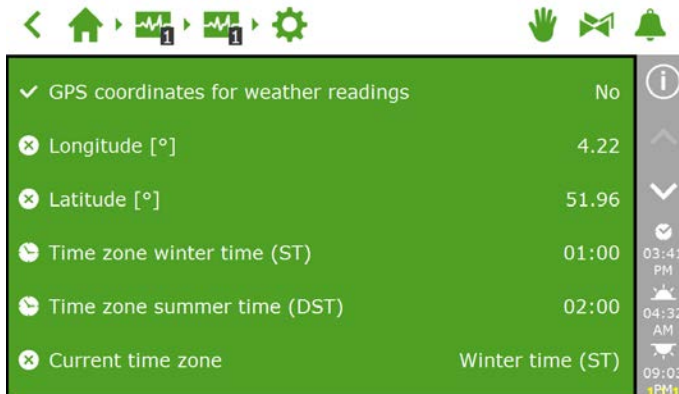 1
1
GPS coordinates for weather readings No
Longitude [°] 4.22
Latitude [°] 51.96
Time zone winter time (ST) 01:00
Time zone summer time (DST) 02:00
Current time zone Winter time (ST)
i
03:41
PM
04:32
AM
09:03
PM